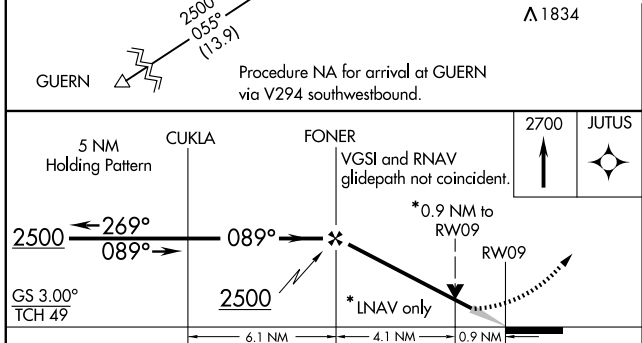 2500
055°
(13.9)
1834
GUERN
Procedure NA for arrival at GUERN
via V294 southwestbound.
5 NM
Holding Pattern
CUKLA
FONER
2700
JUTUS
VGSI and RNAV
glidepath not coincident.
*0.9 NM to
RW09
RW09
2500
269°
089°
089°
2500
GS 3.00°
TCH 49
*LNAV only
6.1 NM
4.1 NM
0.9 NM